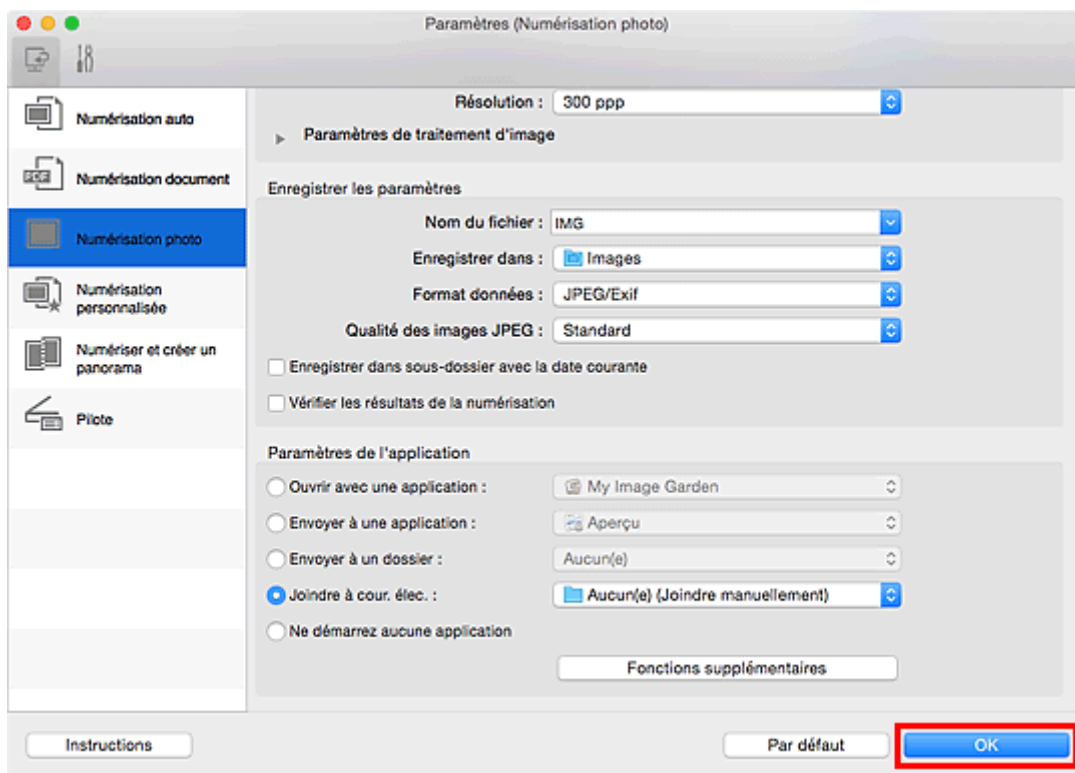 Paramètres (Numérisation photo)
Numérisation auto
PDF
Numérisation document
Numérisation photo
Numérisation
personnalisée
Numériser et créer un
panorama
Pilote
Résolution : 300 ppp
Paramètres de traitement d'image
Enregistrer les paramètres
Nom du fichier : IMG
Enregistrer dans : Images
Format données : JPEG/Exif
Qualité des images JPEG : Standard
Enregistrer dans sous-dossier avec la date courante
Vérifier les résultats de la numérisation
Paramètres de l'application
Ouvrir avec une application : My Image Garden
Envoyer à une application : Aperçu
Envoyer à un dossier : Aucun(e)
Joindre à cour. élec. : Aucun(e) (Joindre manuellement)
Ne démarrez aucune application
Fonctions supplémentaires
Instructions
Par défaut
OK